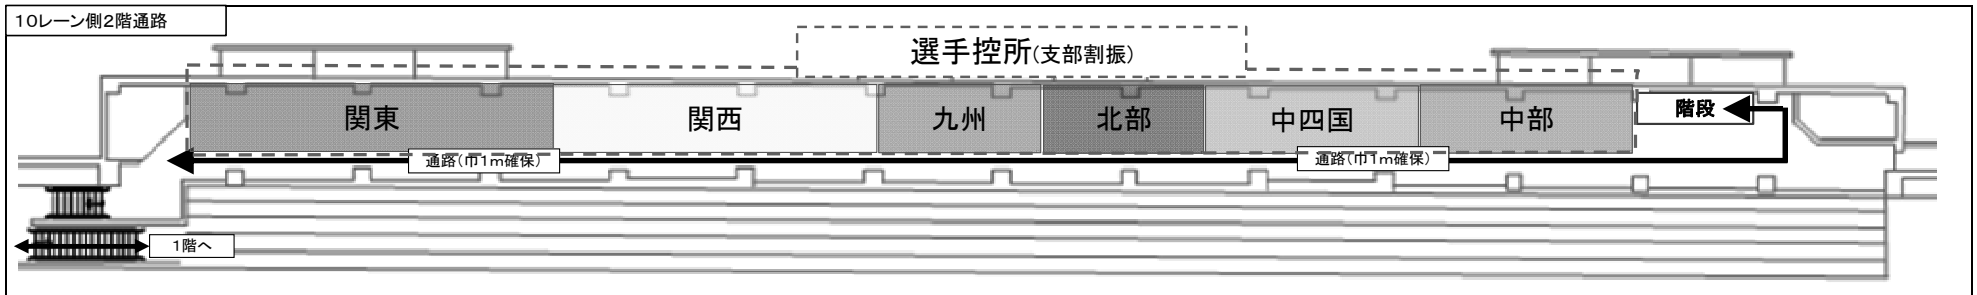 10レーン側2階通路
選手控所(支部割振)
関東
関西
九州
北部
中四国
中部
階段
通路(巾1m確保)
通路(巾1m確保)
1階へ